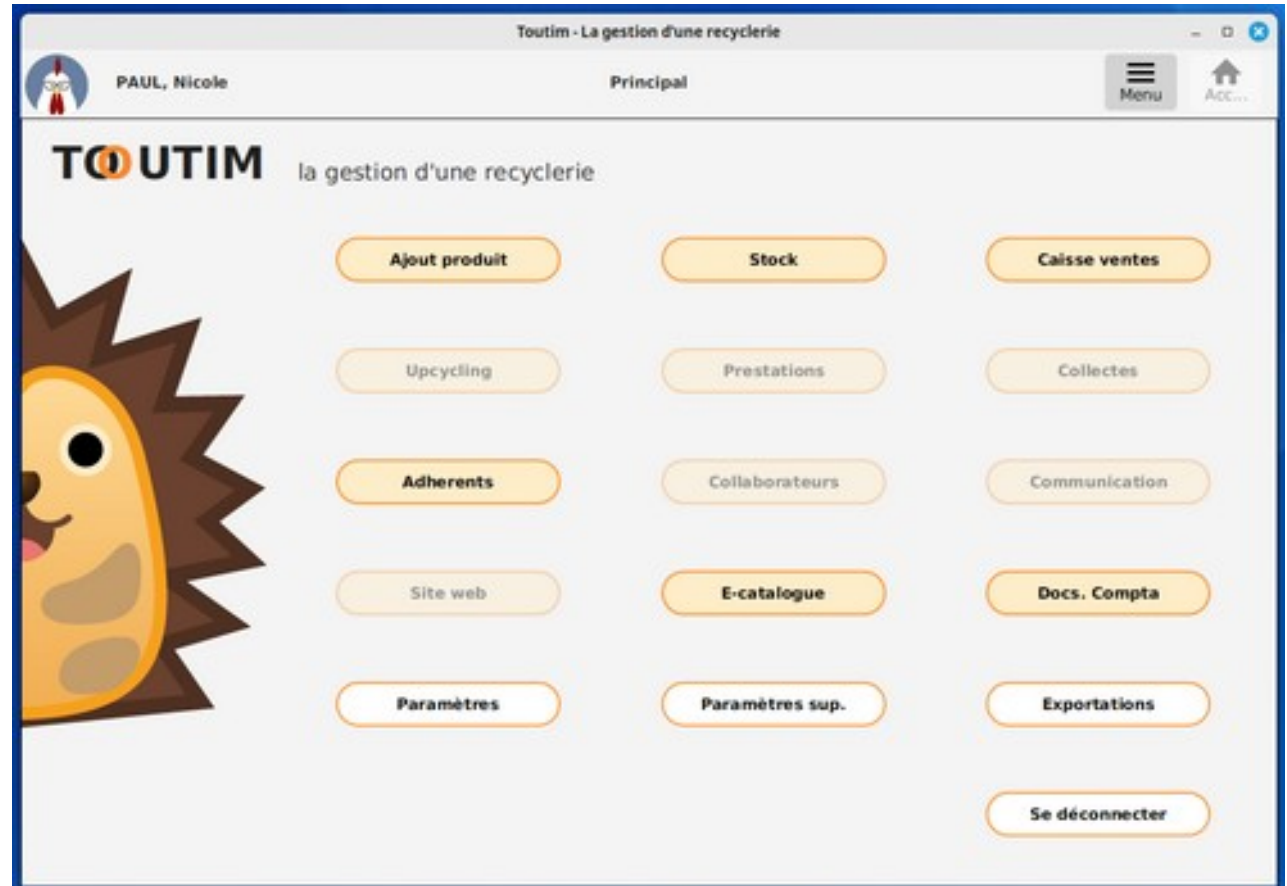 Toutim - La gestion d'une recyclerie
PAUL, Nicole
Principal
Menu
Acc...
TOOUTIM
la gestion d'une recyclerie
Ajout produit
Stock
Caisse ventes
Upcycling
Prestations
Collectes
Adherents
Collaborateurs
Communication
Site web
E-catalogue
Docs. Compta
Paramètres
Paramètres sup.
Exportations
Se déconnecter